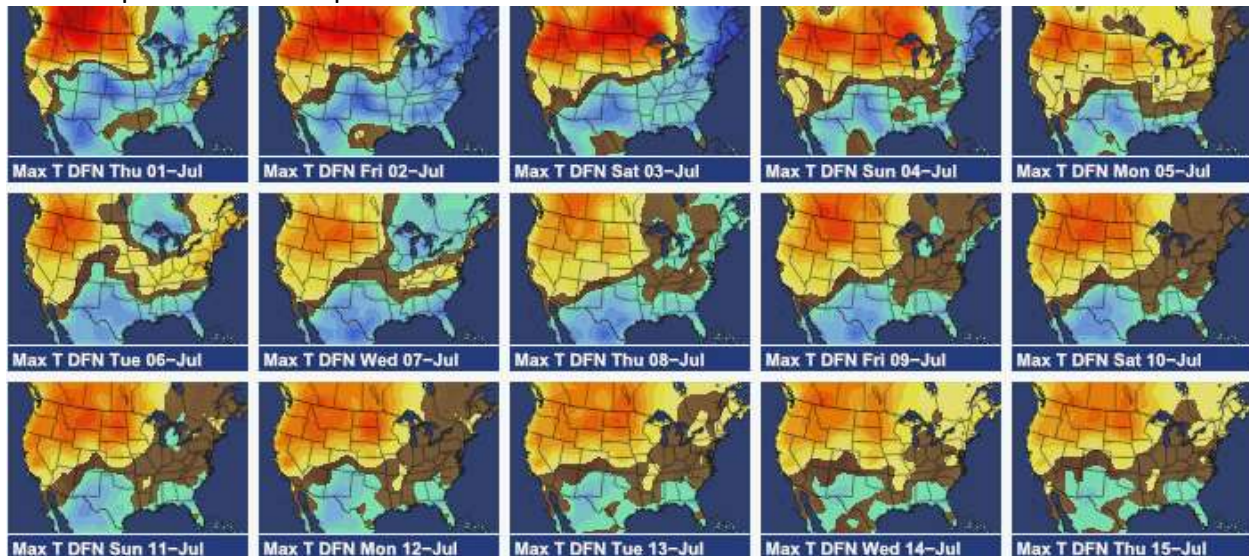 Max T DFN Thu 01-Jul
Max T DFN Fri 02-Jul
Max T DFN Sat 03-Jul
Max T DFN Sun 04-Jul
Max T DFN Mon 05-Jul
Max T DFN Tue 06-Jul
Max T DFN Wed 07-Jul
Max T DFN Thu 08-Jul
Max T DFN Fri 09-Jul
Max T DFN Sat 10-Jul
Max T DFN Sun 11-Jul
Max T DFN Mon 12-Jul
Max T DFN Tue 13-Jul
Max T DFN Wed 14-Jul
Max T DFN Thu 15-Jul